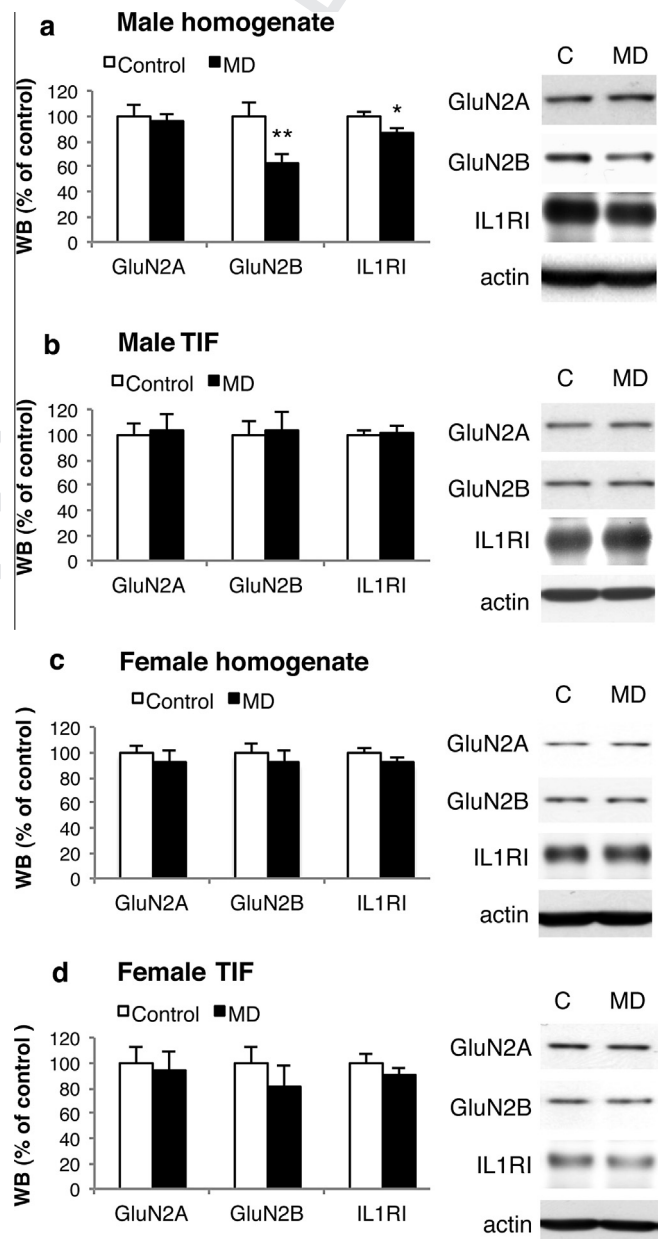 a Male homogenate
Control MD
WB (% of control)
120
100
80
60
40
20
0
** *
GluN2A GluN2B IL1RI
C MD
GluN2A
GluN2B
IL1RI
actin
b Male TIF
Control MD
WB (% of control)
120
100
80
60
40
20
0
GluN2A GluN2B IL1RI
C MD
GluN2A
GluN2B
IL1RI
actin
c Female homogenate
Control MD
WB (% of control )
120
100
80
60
40
20
0
GluN2A GluN2B IL1RI
C MD
GluN2A
GluN2B
IL1RI
actin
d Female TIF
Control MD
WB (% of control )
120
100
80
60
40
20
0
GluN2A GluN2B IL1RI
C MD
GluN2A
GluN2B
IL1RI
actin